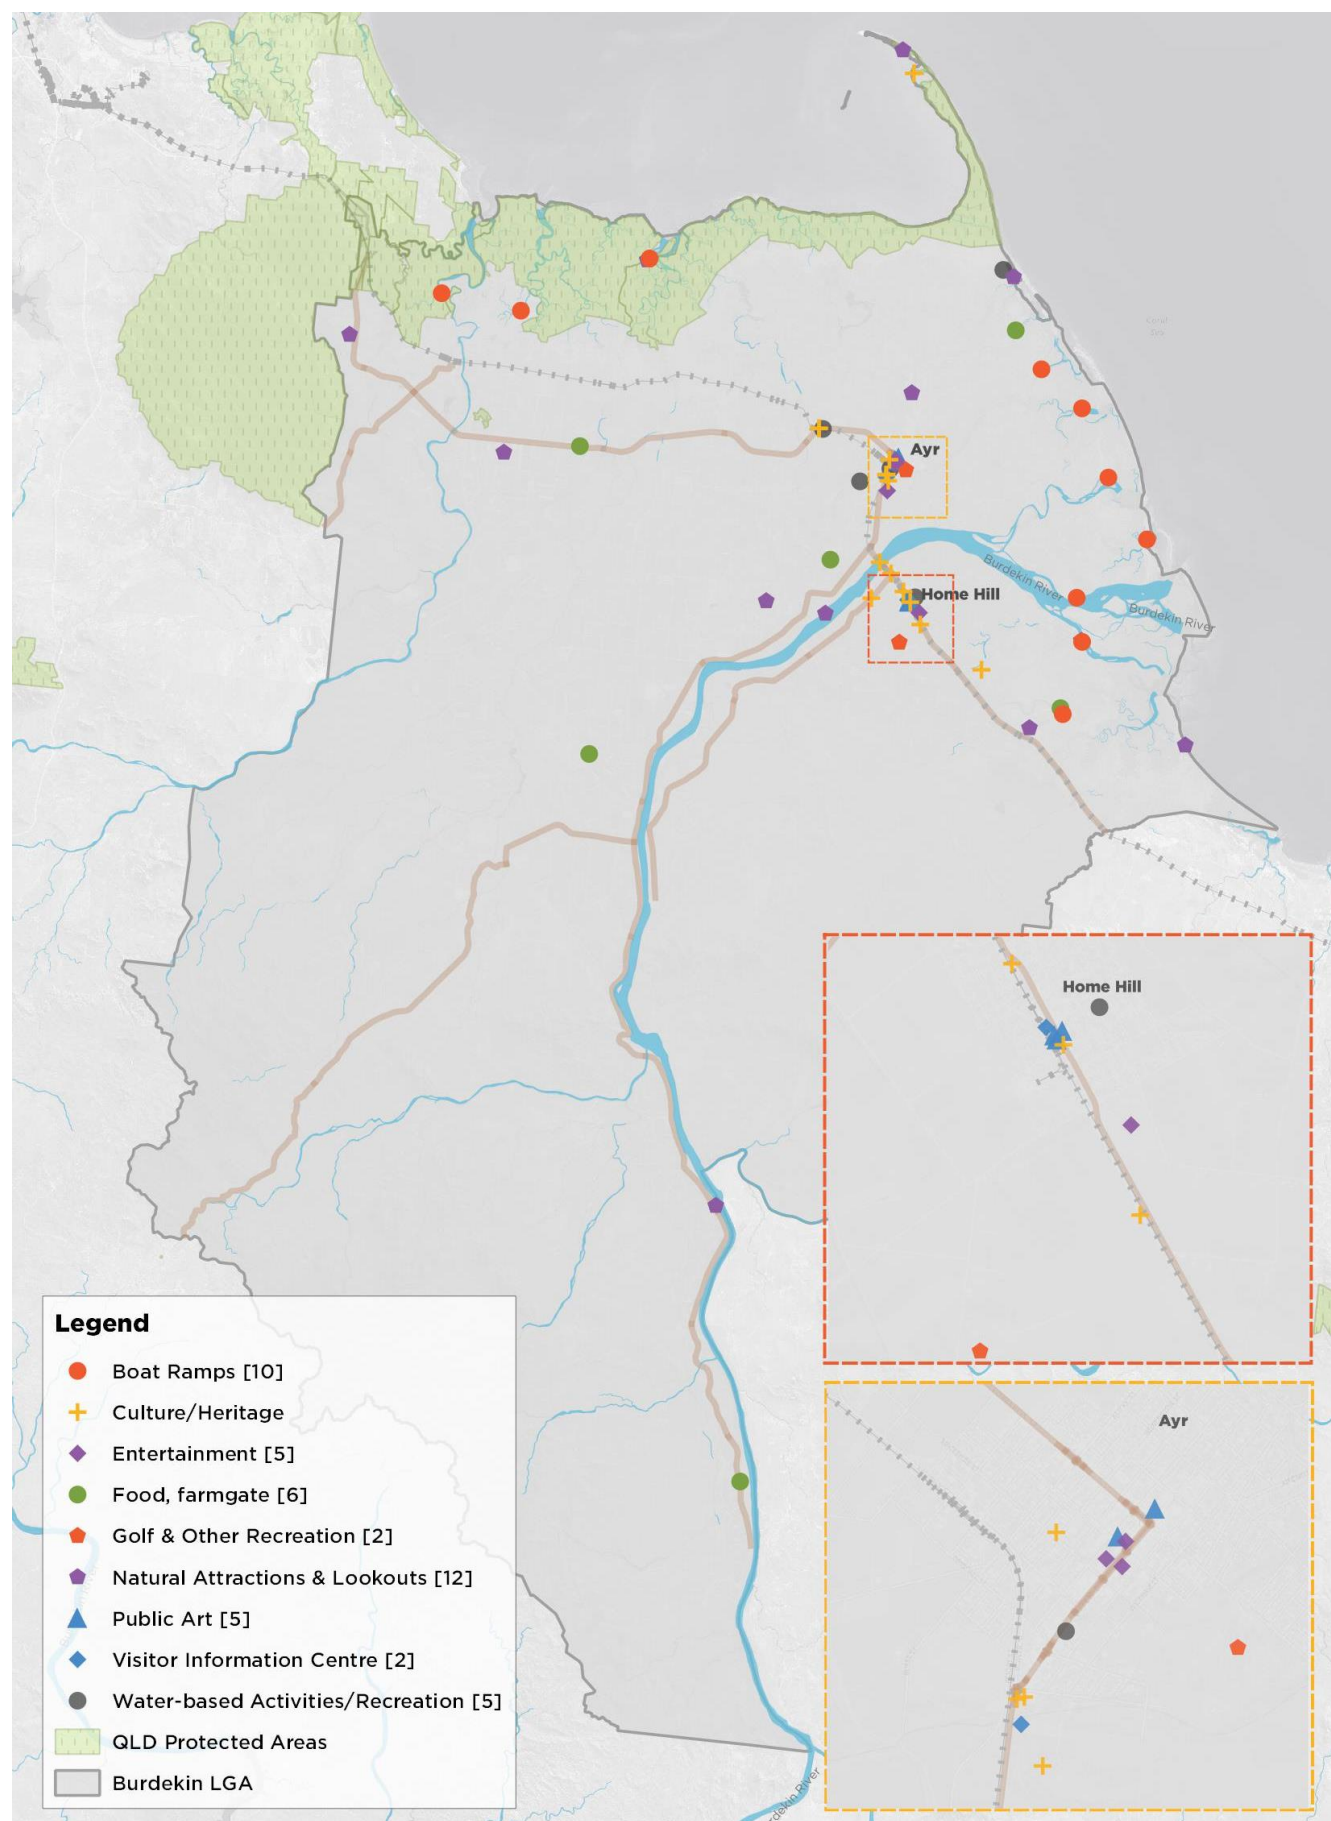 Ayr
Burdekin River
Home Hill
Burdekin River
Home Hill
Ayr
Legend
Boat Ramps [10]
Culture/Heritage
Entertainment [5]
Food, farmgate [6]
Golf & Other Recreation [2]
Natural Attractions & Lookouts [12]
Public Art [5]
Visitor Information Centre [2]
Water-based Activities/Recreation [5]
QLD Protected Areas
Burdekin LGA
rdekin River